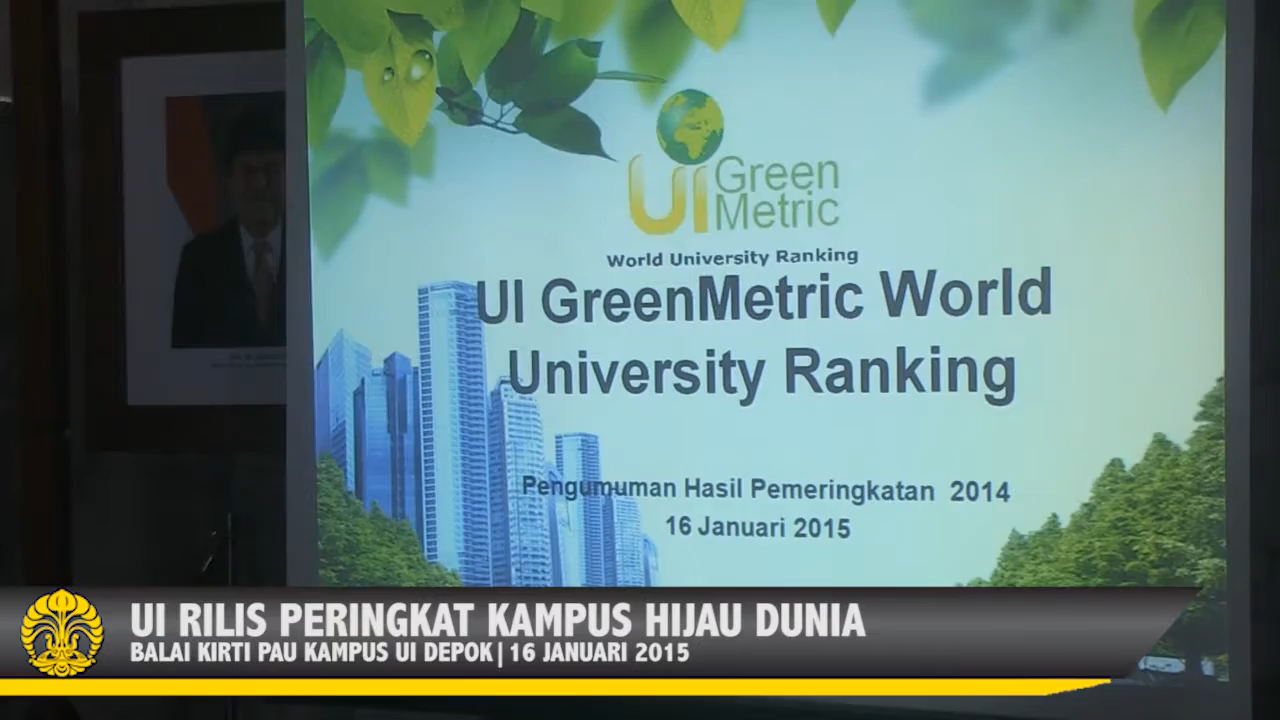 UI Green
Metric
World University Ranking
UI GreenMetric World
University Ranking
Pengumuman Hasil Pemeringkatan 2014
16 Januari 2015
UI RILIS PERINGKAT KAMPUS HIJAU DUNIA
BALAI KIRTI PAU KAMPUS UI DEPOK | 16 JANUARI 2015